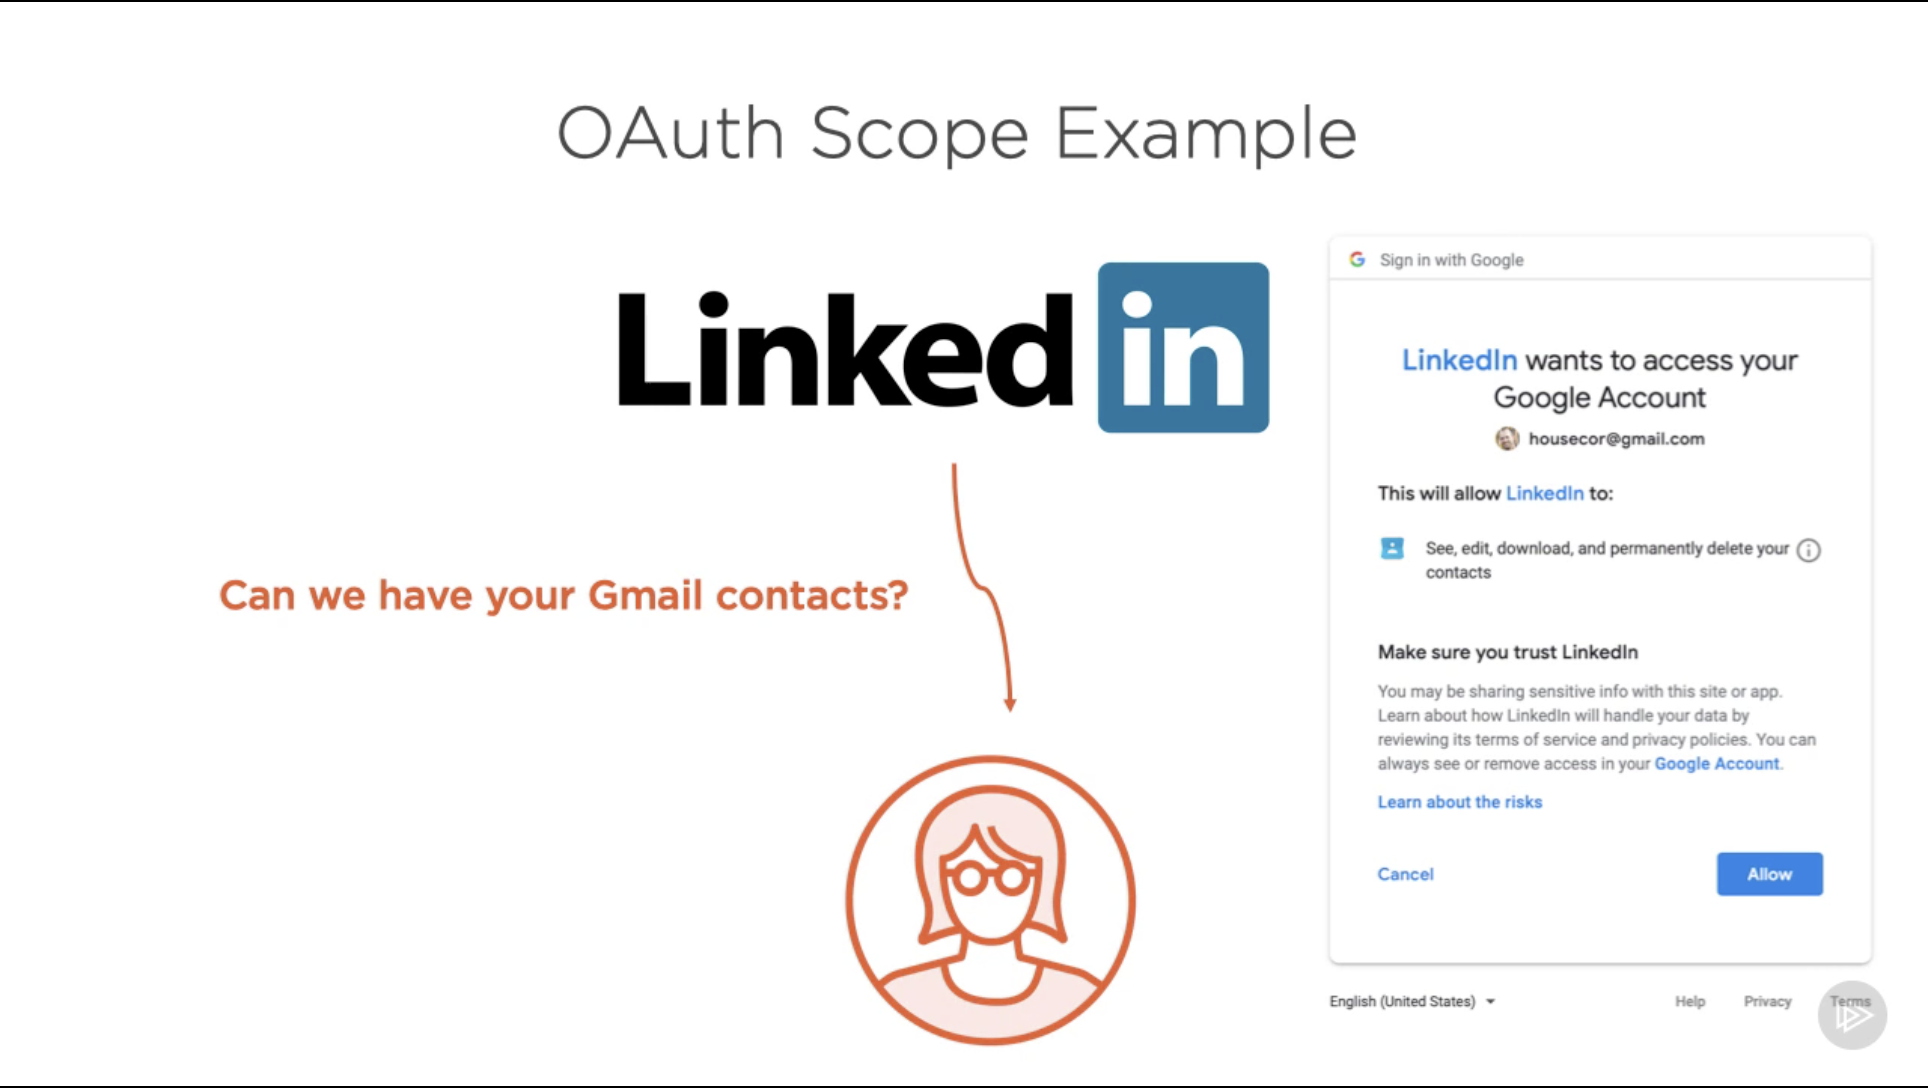 OAuth Scope Example
Linked in
Can we have your Gmail contacts?
Sign in with Google
LinkedIn wants to access your
Google Account
housecor@gmail.com
This will allow LinkedIn to:
See, edit, download, and permanently delete your
contacts
Make sure you trust LinkedIn
You may be sharing sensitive info with this site or app.
Learn about how LinkedIn will handle your data by
reviewing its terms of service and privacy policies. You can
always see or remove access in your Google Account.
Learn about the risks
Cancel Allow
English (United States) Help Privacy Terms